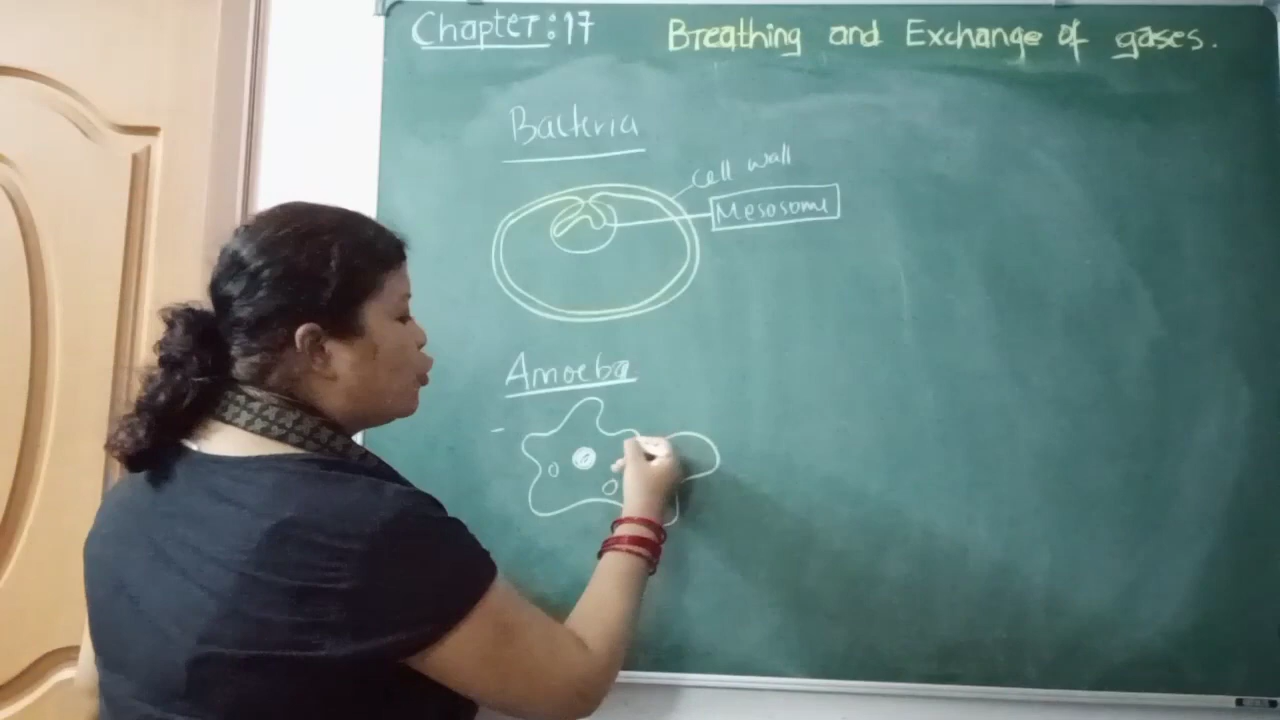 Chapter:17 Breathing and Exchange of gases.
Bacteria
Cell wall
Mesosome
Amoeba